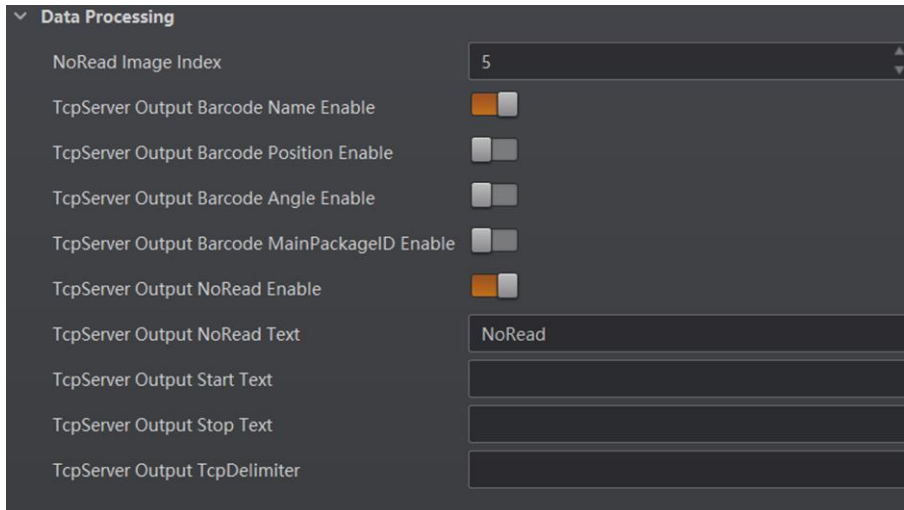 Data Processing
NoRead Image Index 5
TcpServer Output Barcode Name Enable
TcpServer Output Barcode Position Enable
TcpServer Output Barcode Angle Enable
TcpServer Output Barcode MainPackageID Enable
TcpServer Output NoRead Enable
TcpServer Output NoRead Text NoRead
TcpServer Output Start Text
TcpServer Output Stop Text
TcpServer Output TcpDelimiter